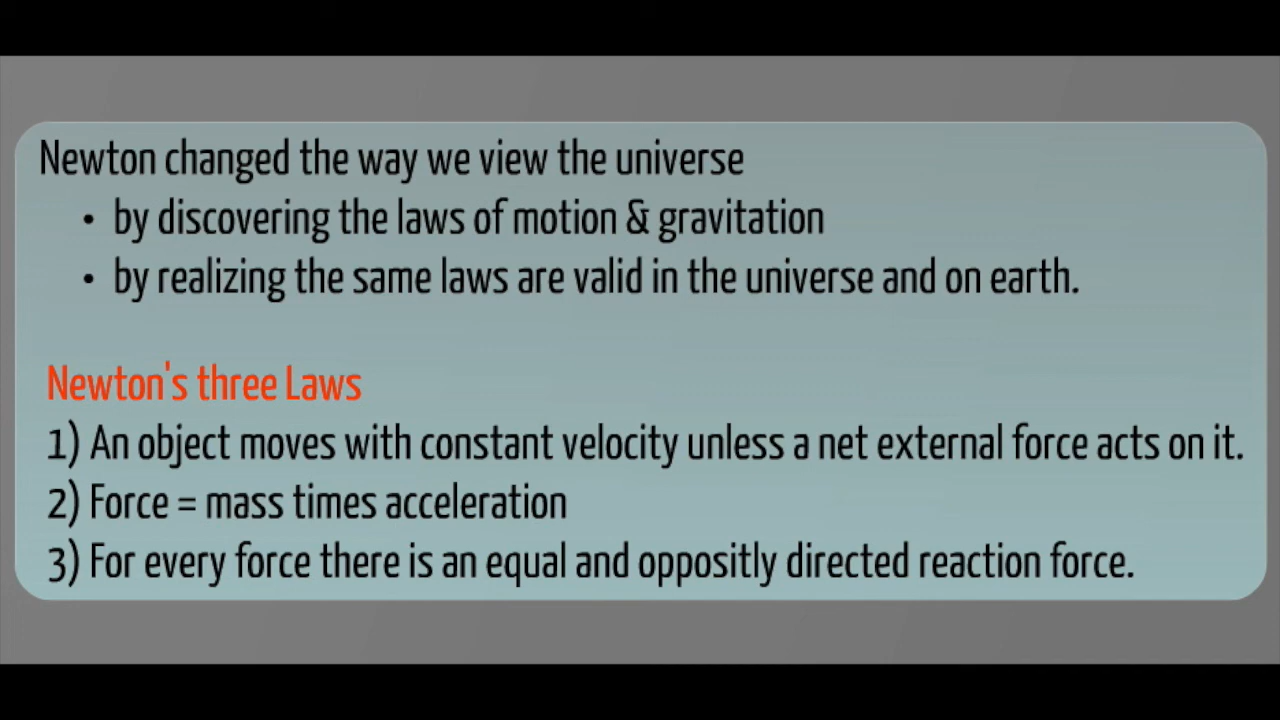 Newton changed the way we view the universe
• by discovering the laws of motion & gravitation
• by realizing the same laws are valid in the universe and on earth.
Newton's three Laws
1) An object moves with constant velocity unless a net external force acts on it.
2) Force = mass times acceleration
3) For every force there is an equal and oppositly directed reaction force.